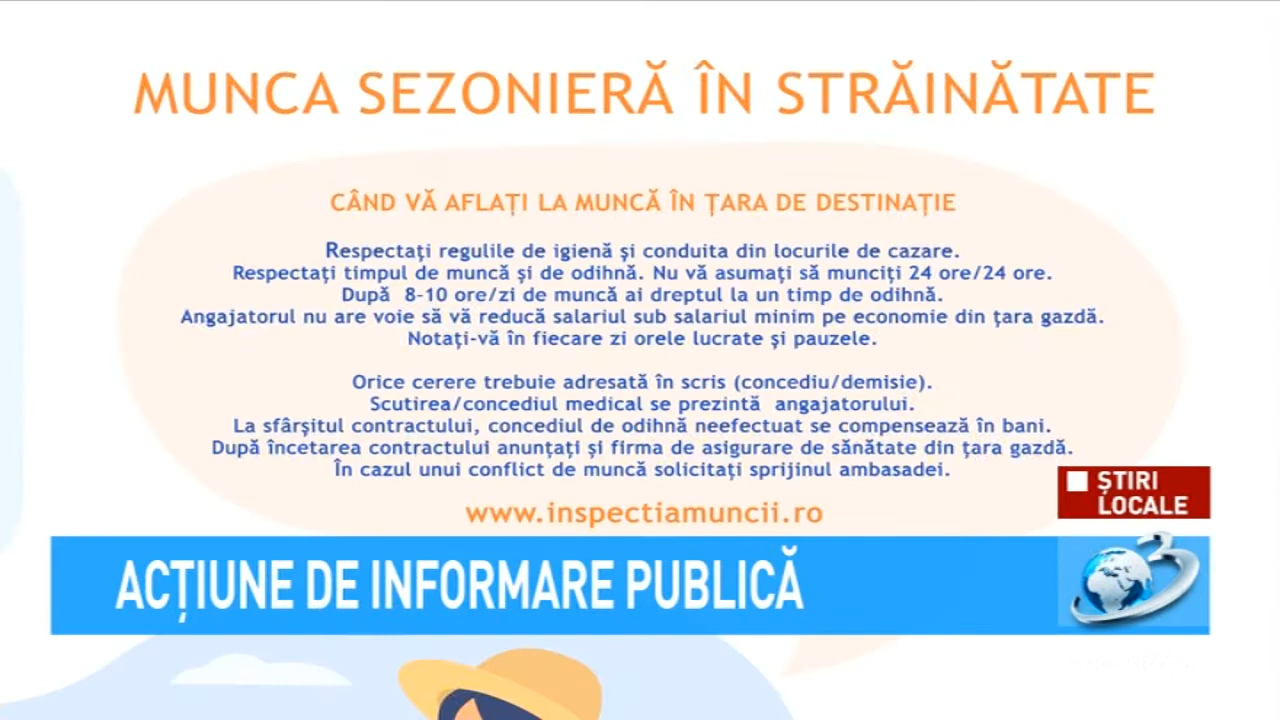 MUNCA SEZONIERĂ ÎN STRĂINĂTATE
CÂND VĂ AFLAȚI LA MUNCĂ ÎN ȚARA DE DESTINAȚIE
Respectați regulile de igienă și conduita din locurile de cazare.
Respectați timpul de muncă și de odihnă. Nu vă asumați să munciți 24 ore/24 ore.
După 8-10 ore/zi de muncă ai dreptul la un timp de odihnă.
Angajatorul nu are voie să vă reducă salariul sub salariul minim pe economie din țara gazdă.
Notați-vă în fiecare zi orele lucrate și pauzele.
Orice cerere trebuie adresată în scris (concediu/demisie).
Scutirea/concediul medical se prezintă angajatorului.
La sfârșitul contractului, concediul de odihnă neefectuat se compensează în bani.
După încetarea contractului anunțați și firma de asigurare de sănătate din țara gazdă.
În cazul unui conflict de muncă solicitați sprijinul ambasadei.
www.inspectiamuncii.ro
ȘTIRI
LOCALE
ACȚIUNE DE INFORMARE PUBLICĂ
3